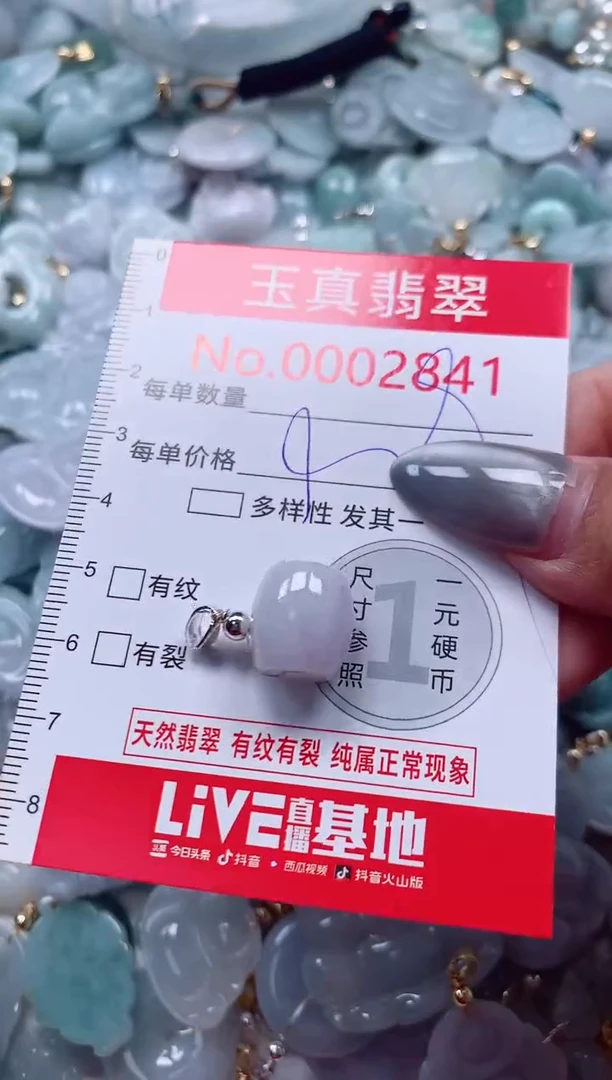 玉真翡翠
No.0002841
0
1
2
每单数量
3
每单价格
4
多样性 发其一
5
有纹
尺寸参照
1
一元硬币
6
有裂
7
天然翡翠 有纹有裂 纯属正常现象
8
LiVE直播基地
头条 今日头条 抖音 西瓜视频 抖音火山版